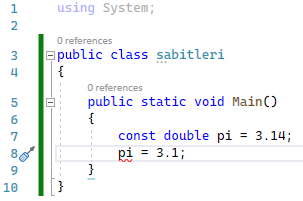 1 using System;
2
0 references
3 public class sabitleri
4 {
0 references
5 public static void Main()
6 {
7 const double pi = 3.14;
8 pi = 3.1;
9 }
10 }